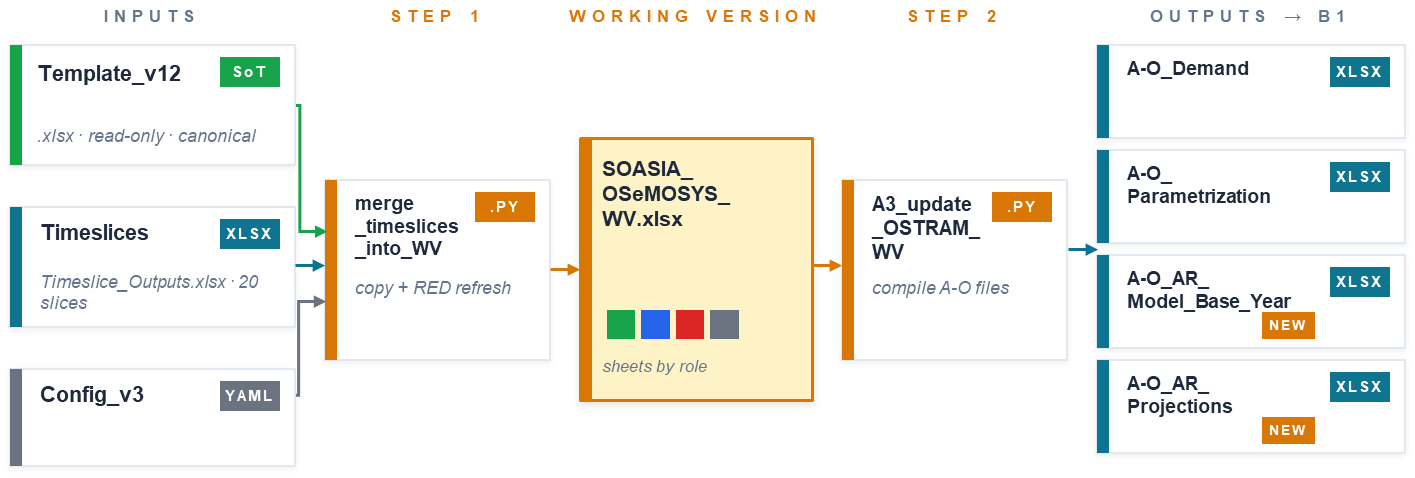 INPUTS
STEP 1
WORKING VERSION
STEP 2
OUTPUTS → B1
Template_v12
SoT
.xlsx · read-only · canonical
Timeslices
XLSX
Timeslice_Outputs.xlsx · 20
slices
Config_v3
YAML
merge
_timeslices
_into_WV
.PY
copy + RED refresh
SOASIA_
OSeMOSYS_
WV.xlsx
sheets by role
A3_update
_OSTRAM_
WV
.PY
compile A-O files
A-O_Demand
XLSX
A-O_
Parametrization
XLSX
A-O_AR_
Model_Base_Year
XLSX
NEW
A-O_AR_
Projections
XLSX
NEW